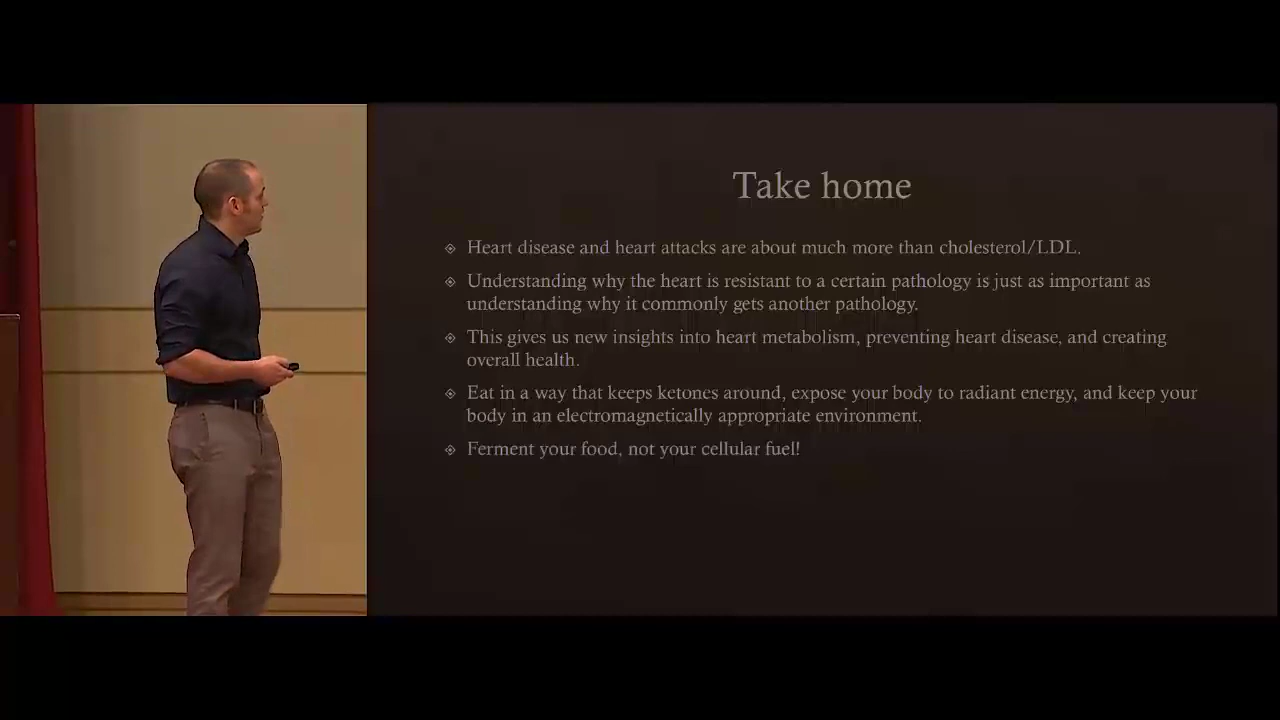 Take home
Heart disease and heart attacks are about much more than cholesterol/LDL.
Understanding why the heart is resistant to a certain pathology is just as important as
understanding why it commonly gets another pathology.
This gives us new insights into heart metabolism, preventing heart disease, and creating
overall health.
Eat in a way that keeps ketones around, expose your body to radiant energy, and keep your
body in an electromagnetically appropriate environment.
Ferment your food, not your cellular fuel!